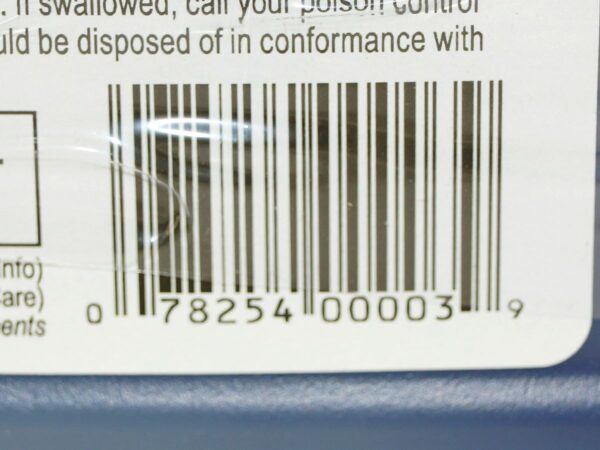 . If swallowed, call your poison control
uld be disposed of in conformance with
nfo)
are)
ents
0 78254 00003 9